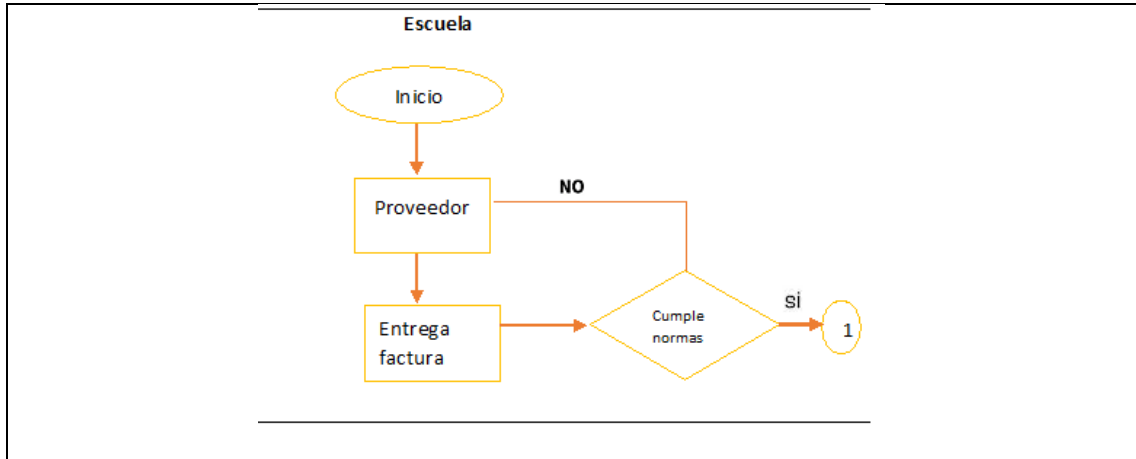 Escuela
Inicio
NO
Proveedor
Entrega
factura
Cumple
normas
si
1